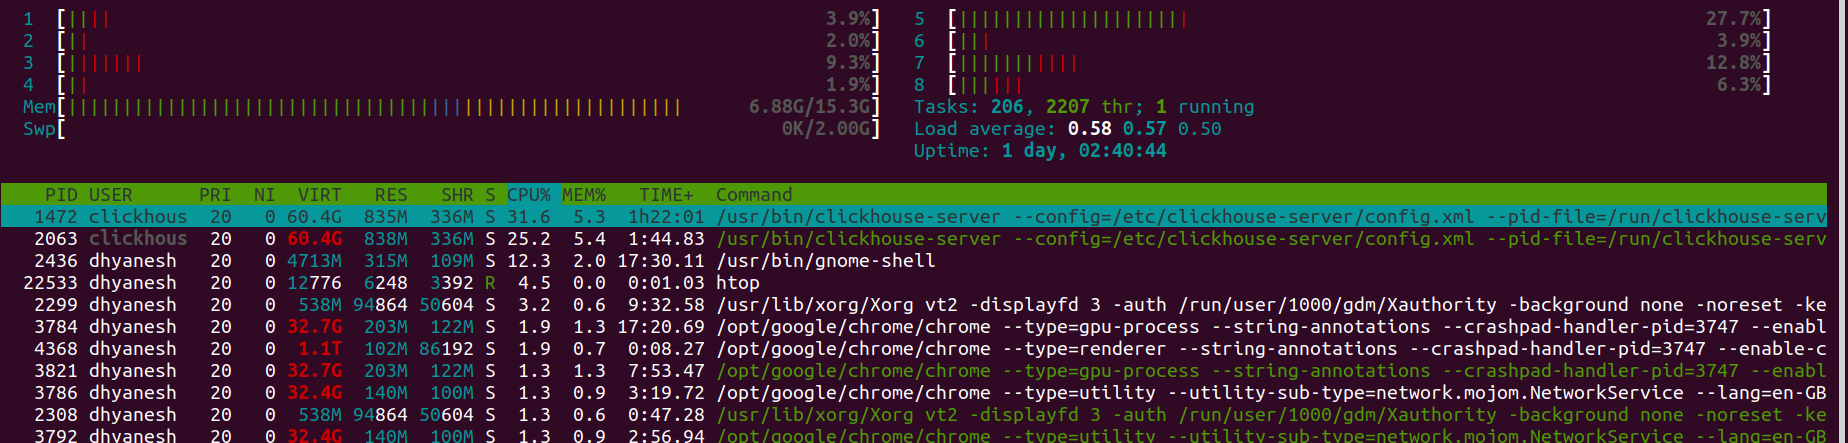 1 [|||| 3.9%] 5 [||||||||||||||||||||| 27.7%]
2 [|| 2.0%] 6 [||| 3.9%]
3 [||||||| 9.3%] 7 [||||||||||| 12.8%]
4 [|| 1.9%] 8 [|||||| 6.3%]
Mem[|||||||||||||||||||||||||||||||||||||||||||||||||||||||| 6.88G/15.3G] Tasks: 206, 2207 thr; 1 running
Swp[ 0K/2.00G] Load average: 0.58 0.57 0.50
Uptime: 1 day, 02:40:44
PID USER PRI NI VIRT RES SHR S CPU% MEM% TIME+ Command
1472 clickhous 20 0 60.4G 835M 336M S 31.6 5.3 1h22:01 /usr/bin/clickhouse-server --config=/etc/clickhouse-server/config.xml --pid-file=/run/clickhouse-serv
2063 clickhous 20 0 60.4G 838M 336M S 25.2 5.4 1:44.83 /usr/bin/clickhouse-server --config=/etc/clickhouse-server/config.xml --pid-file=/run/clickhouse-serv
2436 dhyanesh 20 0 4713M 315M 109M S 12.3 2.0 17:30.11 /usr/bin/gnome-shell
22533 dhyanesh 20 0 12776 6248 3392 R 4.5 0.0 0:01.03 htop
2299 dhyanesh 20 0 538M 94864 50604 S 3.2 0.6 9:32.58 /usr/lib/xorg/Xorg vt2 -displayfd 3 -auth /run/user/1000/gdm/Xauthority -background none -noreset -ke
3784 dhyanesh 20 0 32.7G 203M 122M S 1.9 1.3 17:20.69 /opt/google/chrome/chrome --type=gpu-process --string-annotations --crashpad-handler-pid=3747 --enabl
4368 dhyanesh 20 0 1.1T 102M 86192 S 1.9 0.7 0:08.27 /opt/google/chrome/chrome --type=renderer --string-annotations --crashpad-handler-pid=3747 --enable-c
3821 dhyanesh 20 0 32.7G 203M 122M S 1.3 1.3 7:53.47 /opt/google/chrome/chrome --type=gpu-process --string-annotations --crashpad-handler-pid=3747 --enabl
3786 dhyanesh 20 0 32.4G 140M 100M S 1.3 0.9 3:19.72 /opt/google/chrome/chrome --type=utility --utility-sub-type=network.mojom.NetworkService --lang=en-GB
2308 dhyanesh 20 0 538M 94864 50604 S 1.3 0.6 0:47.28 /usr/lib/xorg/Xorg vt2 -displayfd 3 -auth /run/user/1000/gdm/Xauthority -background none -noreset -ke
3792 dhyanesh 20 0 32.4G 140M 100M S 1.3 0.9 2:56.94 /opt/google/chrome/chrome --type=utility --utility-sub-type=network.mojom.NetworkService --lang=en-GB